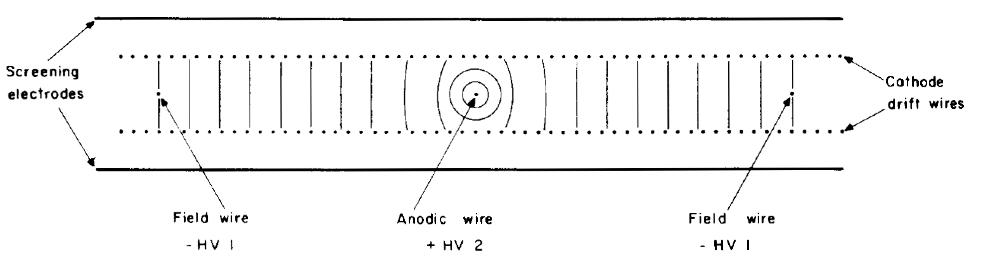 Screening
electrodes
Cathode
drift wires
Field wire
- HV 1
Anodic wire
+ HV 2
Field wire
- HV 1